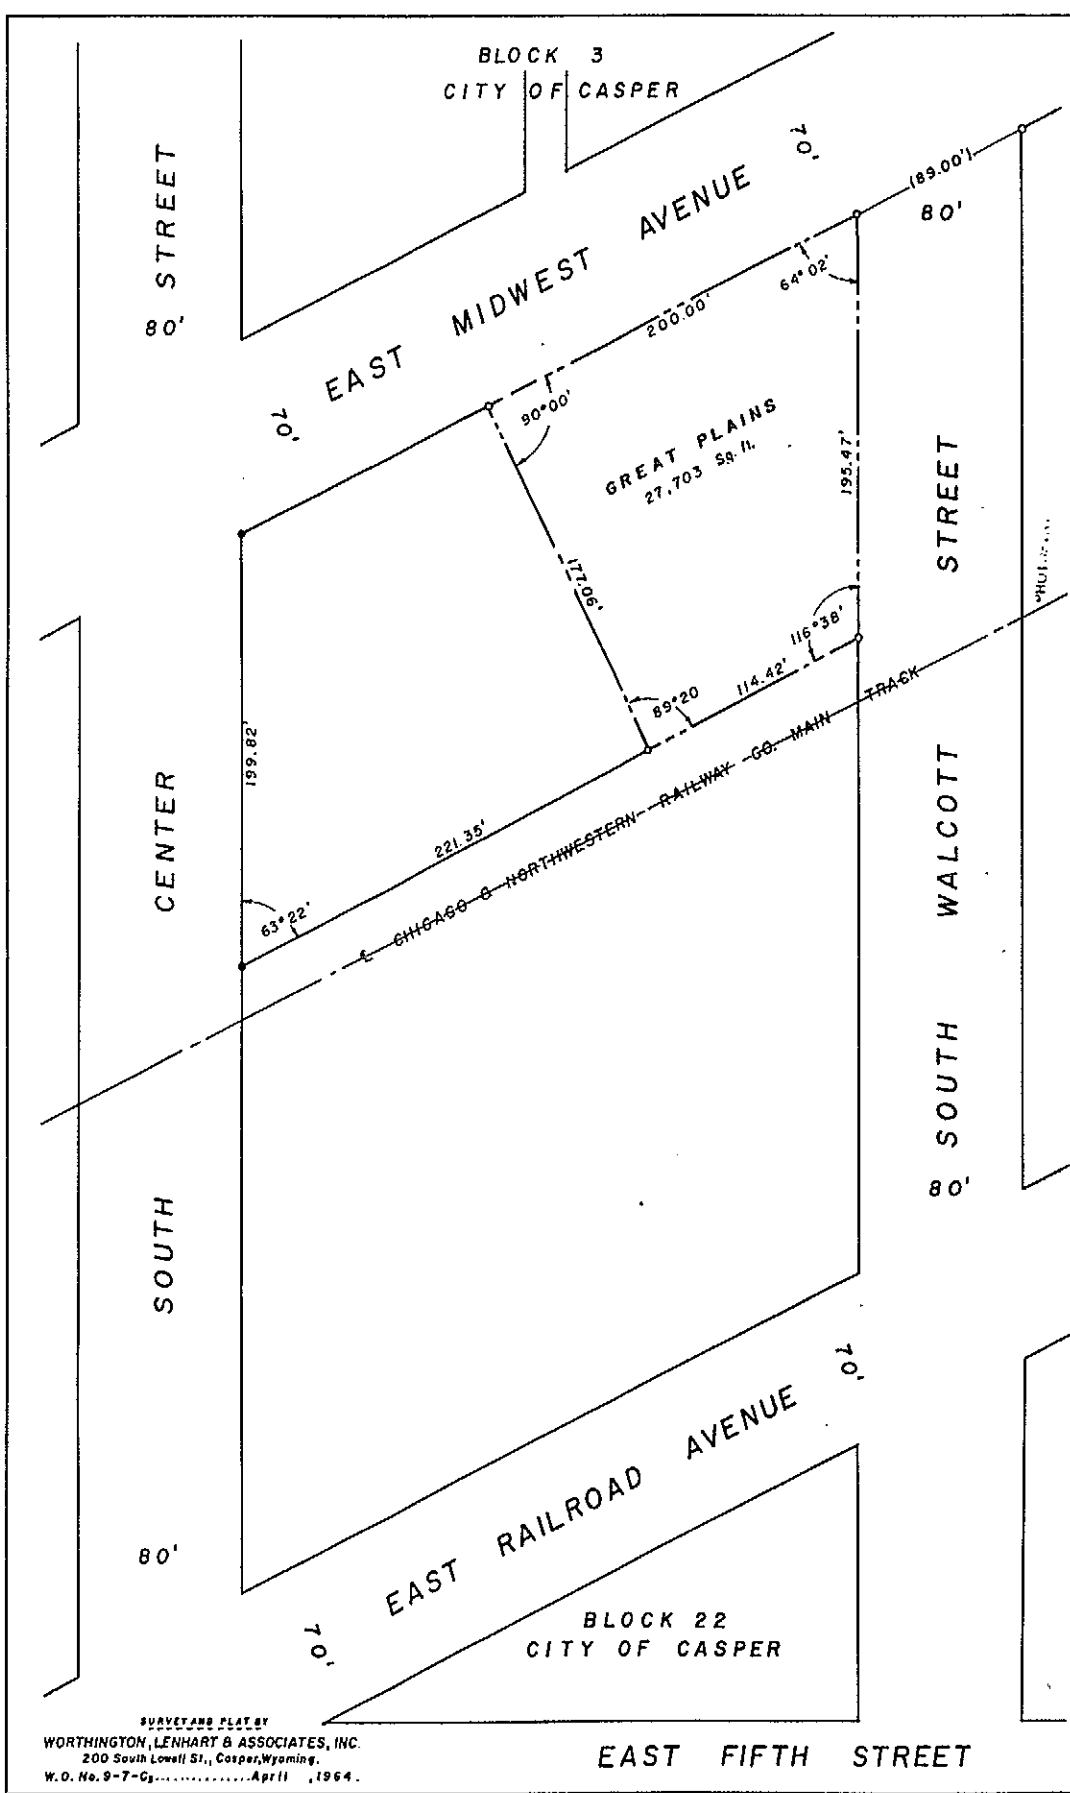 BLOCK 3
CITY OF CASPER
STREET
80'
70'
(89.00')
80'
EAST MIDWEST AVENUE
64°02'
200.00'
70'
90°00'
GREAT PLAINS
27,703 Sq. ft.
195.47'
STREET
177.06'
116°38'
114.42'
89°20
199.82'
221.35'
63°22'
℄ CHICAGO & NORTHWESTERN RAILWAY CO. MAIN TRACK
CENTER
WALCOTT
SOUTH
80'
SOUTH
70'
EAST RAILROAD AVENUE
80'
70'
BLOCK 22
CITY OF CASPER
SURVEY AND PLAT BY
WORTHINGTON, LENHART & ASSOCIATES, INC.
200 South Lowell St., Casper, Wyoming.
W.O. No. 9-7-C..............April ,1964.
EAST FIFTH STREET